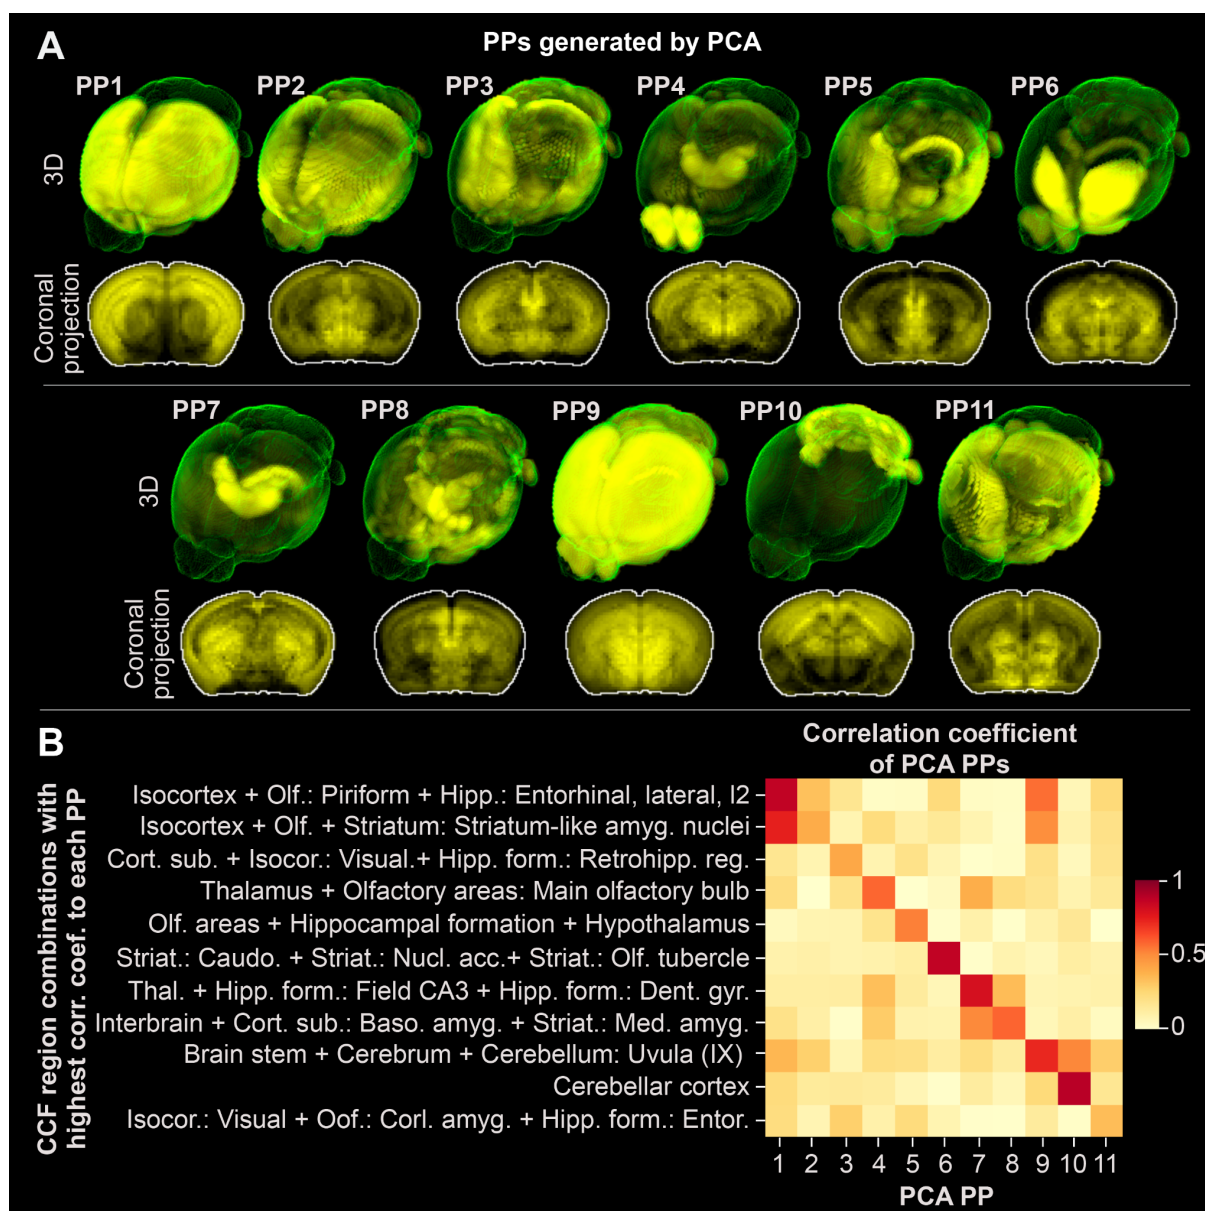 A
PPs generated by PCA
PP1 PP2 PP3 PP4 PP5 PP6
3D
Coronal
projection
PP7 PP8 PP9 PP10 PP11
3D
Coronal
projection
B
Correlation coefficient
of PCA PPs
CCF region combinations with
highest corr. coef. to each PP
Isocortex + Olf.: Piriform + Hipp.: Entorhinal, lateral, l2
Isocortex + Olf. + Striatum: Striatum-like amyg. nuclei
Cort. sub. + Isocor.: Visual.+ Hipp. form.: Retrohipp. reg.
Thalamus + Olfactory areas: Main olfactory bulb
Olf. areas + Hippocampal formation + Hypothalamus
Striat.: Caudo. + Striat.: Nucl. acc.+ Striat.: Olf. tubercle
Thal. + Hipp. form.: Field CA3 + Hipp. form.: Dent. gyr.
Interbrain + Cort. sub.: Baso. amyg. + Striat.: Med. amyg.
Brain stem + Cerebrum + Cerebellum: Uvula (IX)
Cerebellar cortex
Isocor.: Visual + Oof.: Corl. amyg. + Hipp. form.: Entor.
1
0.5
0
1 2 3 4 5 6 7 8 9 10 11
PCA PP